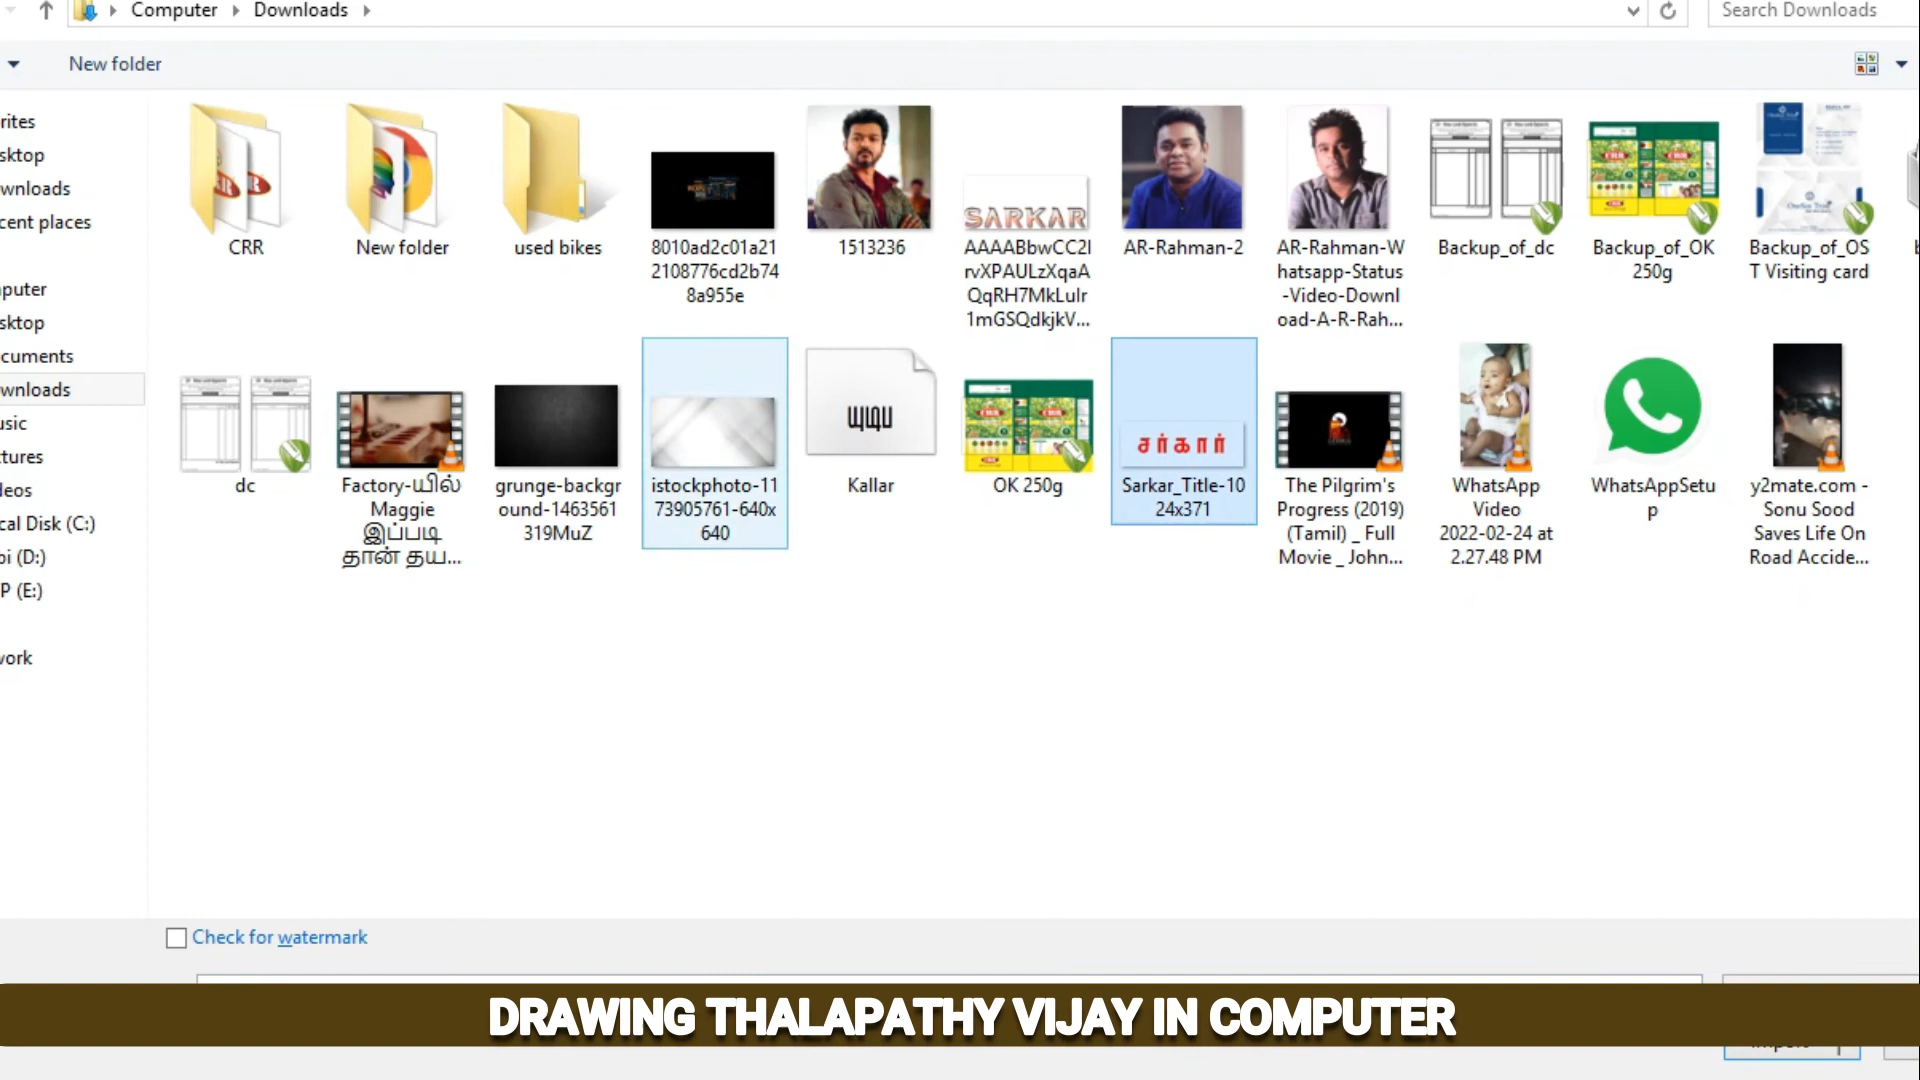 Computer Downloads Search Downloads
New folder
rites
sktop
wnloads
cent places
puter
sktop
cuments
wnloads
usic
tures
deos
cal Disk (C:)
oi (D:)
P (E:)
work
CRR
New folder
used bikes
8010ad2c01a21
2108776cd2b74
8a955e
1513236
SARKAR
AAAABbwCC2I
rvXPAULzXqaA
QqRH7MkLuIr
1mGSQdkjkV...
AR-Rahman-2
AR-Rahman-W
hatsapp-Status
-Video-Downl
oad-A-R-Rah...
Backup_of_dc
Backup_of_OK
250g
Backup_of_OS
T Visiting card
dc
Factory-யில்
Maggie
இப்படி
தான் தய...
grunge-backgr
ound-1463561
319MuZ
istockphoto-11
73905761-640x
640
யுடிப
Kallar
OK 250g
சர்கார்
Sarkar_Title-10
24x371
The Pilgrim's
Progress (2019)
(Tamil) _ Full
Movie _ John...
WhatsApp
Video
2022-02-24 at
2.27.48 PM
WhatsAppSetu
p
y2mate.com -
Sonu Sood
Saves Life On
Road Accide...
Check for watermark
DRAWING THALAPATHY VIJAY IN COMPUTER